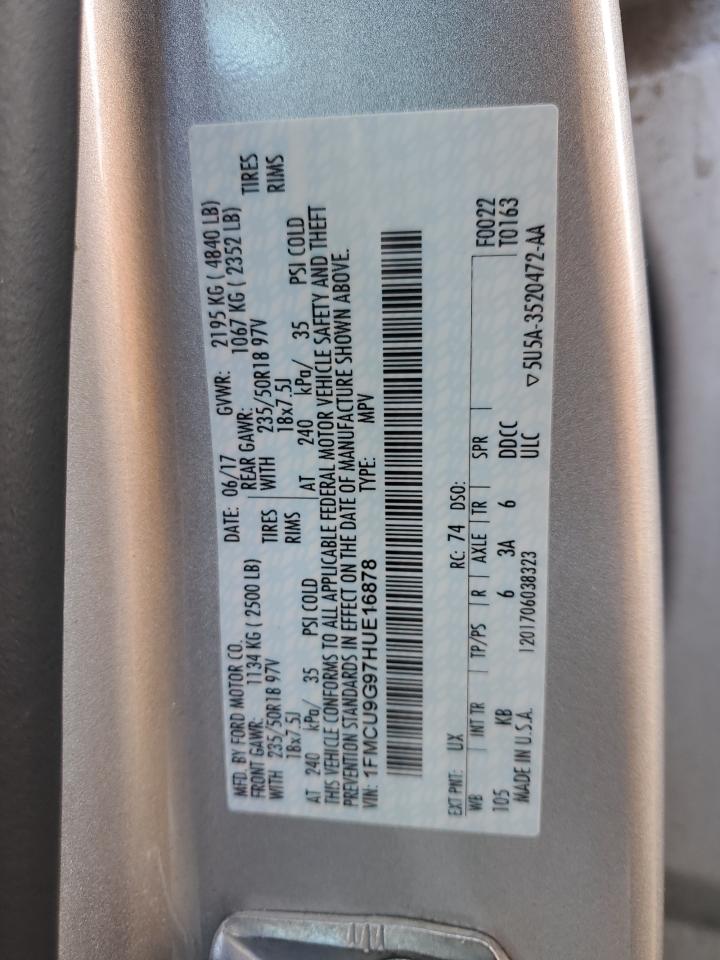 MFD. BY FORD MOTOR CO.
DATE: 06/17 GVWR: 2195 KG ( 4840 LB)
FRONT GAWR: 1134 KG ( 2500 LB) REAR GAWR: 1067 KG ( 2352 LB)
WITH 235/50R18 97V TIRES WITH 235/50R18 97V TIRES
18x7.5J RIMS 18x7.5J RIMS
AT 240 kPa/ 35 PSI COLD AT 240 kPa/ 35 PSI COLD
THIS VEHICLE CONFORMS TO ALL APPLICABLE FEDERAL MOTOR VEHICLE SAFETY AND THEFT
PREVENTION STANDARDS IN EFFECT ON THE DATE OF MANUFACTURE SHOWN ABOVE.
VIN: 1FMCU9G97HUE16878 TYPE: MPV
EXT PNT: UX RC: 74 DSO:
WB INT TR TP/PS R AXLE TR SPR F0022
105 KB 6 3A 6 DDCC T0163
MADE IN U.S.A. 1201706038323 ULC
▽5U5A-3520472-AA